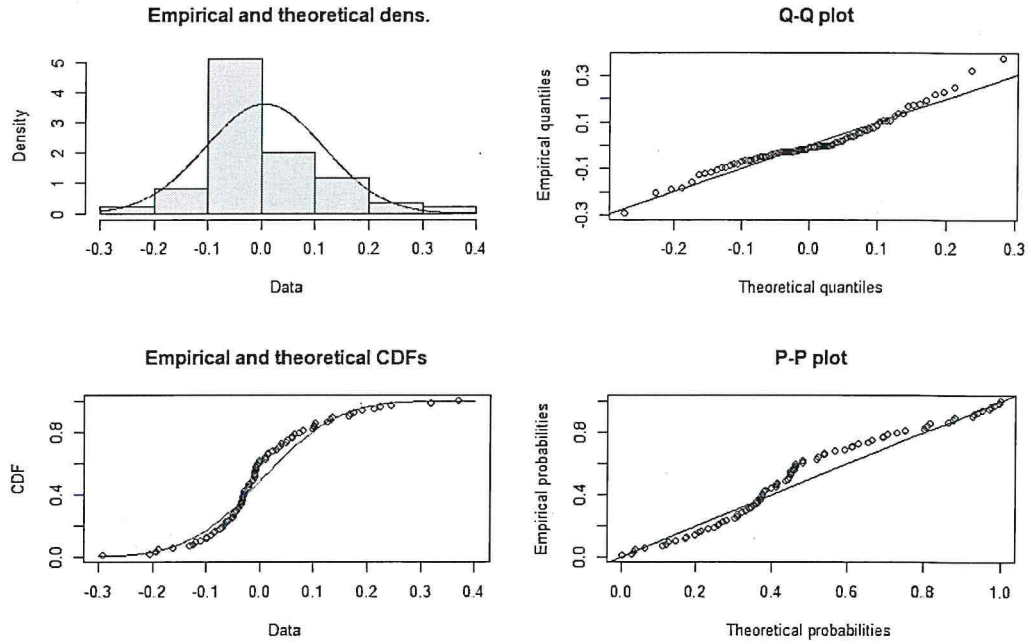 Empirical and theoretical dens.
Density
0 1 2 3 4 5
-0.3 -0.2 -0.1 0.0 0.1 0.2 0.3 0.4
Data
Q-Q plot
Empirical quantiles
-0.3 -0.1 0.1 0.3
-0.2 -0.1 0.0 0.1 0.2 0.3
Theoretical quantiles
Empirical and theoretical CDFs
CDF
0.0 0.4 0.8
-0.3 -0.2 -0.1 0.0 0.1 0.2 0.3 0.4
Data
P-P plot
Empirical probabilities
0.0 0.4 0.8
0.0 0.2 0.4 0.6 0.8 1.0
Theoretical probabilities